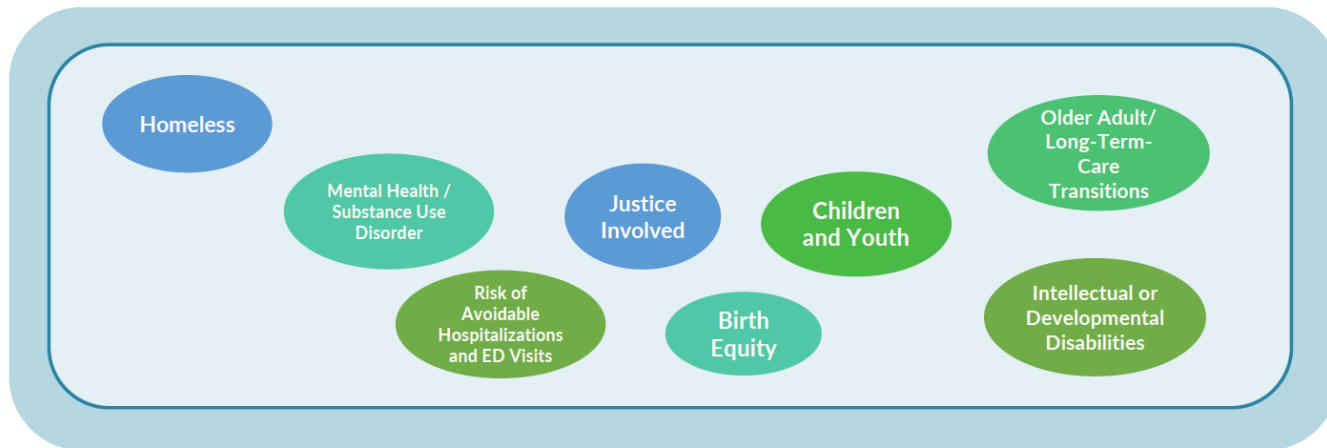 Homeless
Mental Health /
Substance Use
Disorder
Risk of
Avoidable
Hospitalizations
and ED Visits
Justice
Involved
Birth
Equity
Children
and Youth
Older Adult/
Long-Term-
Care
Transitions
Intellectual or
Developmental
Disabilities